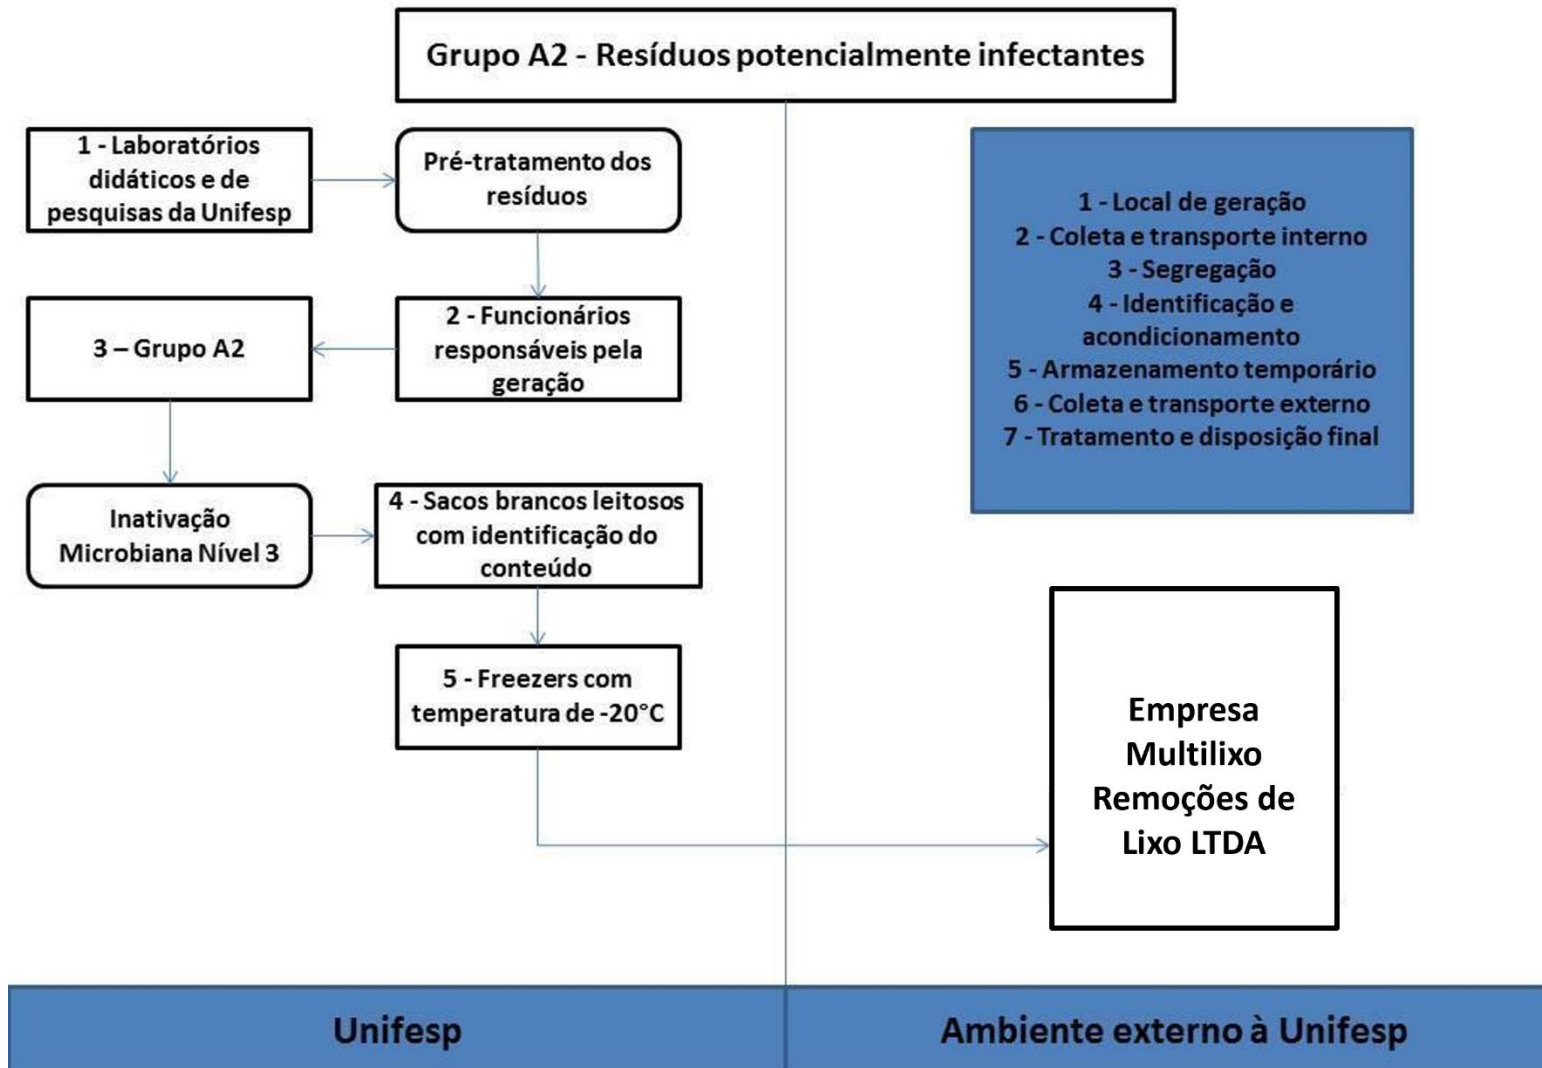 Grupo A2 - Resíduos potencialmente infectantes
1 - Laboratórios
didáticos e de
pesquisas da Unifesp
Pré-tratamento dos
resíduos
2 - Funcionários
responsáveis pela
geração
3 – Grupo A2
Inativação
Microbiana Nível 3
4 - Sacos brancos leitosos
com identificação do
conteúdo
5 - Freezers com
temperatura de -20°C
1 - Local de geração
2 - Coleta e transporte interno
3 - Segregação
4 - Identificação e
acondicionamento
5 - Armazenamento temporário
6 - Coleta e transporte externo
7 - Tratamento e disposição final
Empresa
Multilixo
Remoções de
Lixo LTDA
Unifesp
Ambiente externo à Unifesp